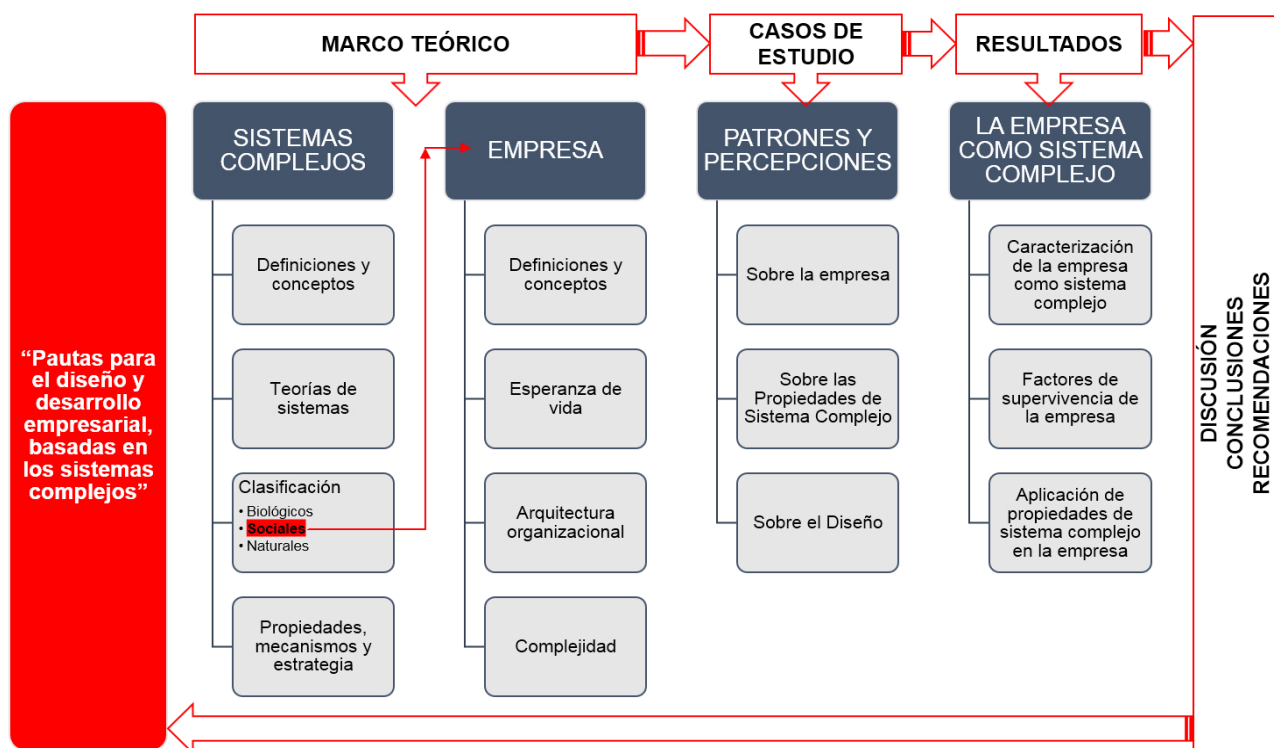 MARCO TEÓRICO
CASOS DE
ESTUDIO
RESULTADOS
“Pautas para
el diseño y
desarrollo
empresarial,
basadas en
los sistemas
complejos”
SISTEMAS
COMPLEJOS
Definiciones y
conceptos
Teorías de
sistemas
Clasificación
• Biológicos
• Sociales
• Naturales
Propiedades,
mecanismos y
estrategia
EMPRESA
Definiciones y
conceptos
Esperanza de
vida
Arquitectura
organizacional
Complejidad
PATRONES Y
PERCEPCIONES
Sobre la empresa
Sobre las
Propiedades de
Sistema Complejo
Sobre el Diseño
LA EMPRESA
COMO SISTEMA
COMPLEJO
Caracterización
de la empresa
como sistema
complejo
Factores de
supervivencia de
la empresa
Aplicación de
propiedades de
sistema complejo
en la empresa
DISCUSIÓN
CONCLUSIONES
RECOMENDACIONES